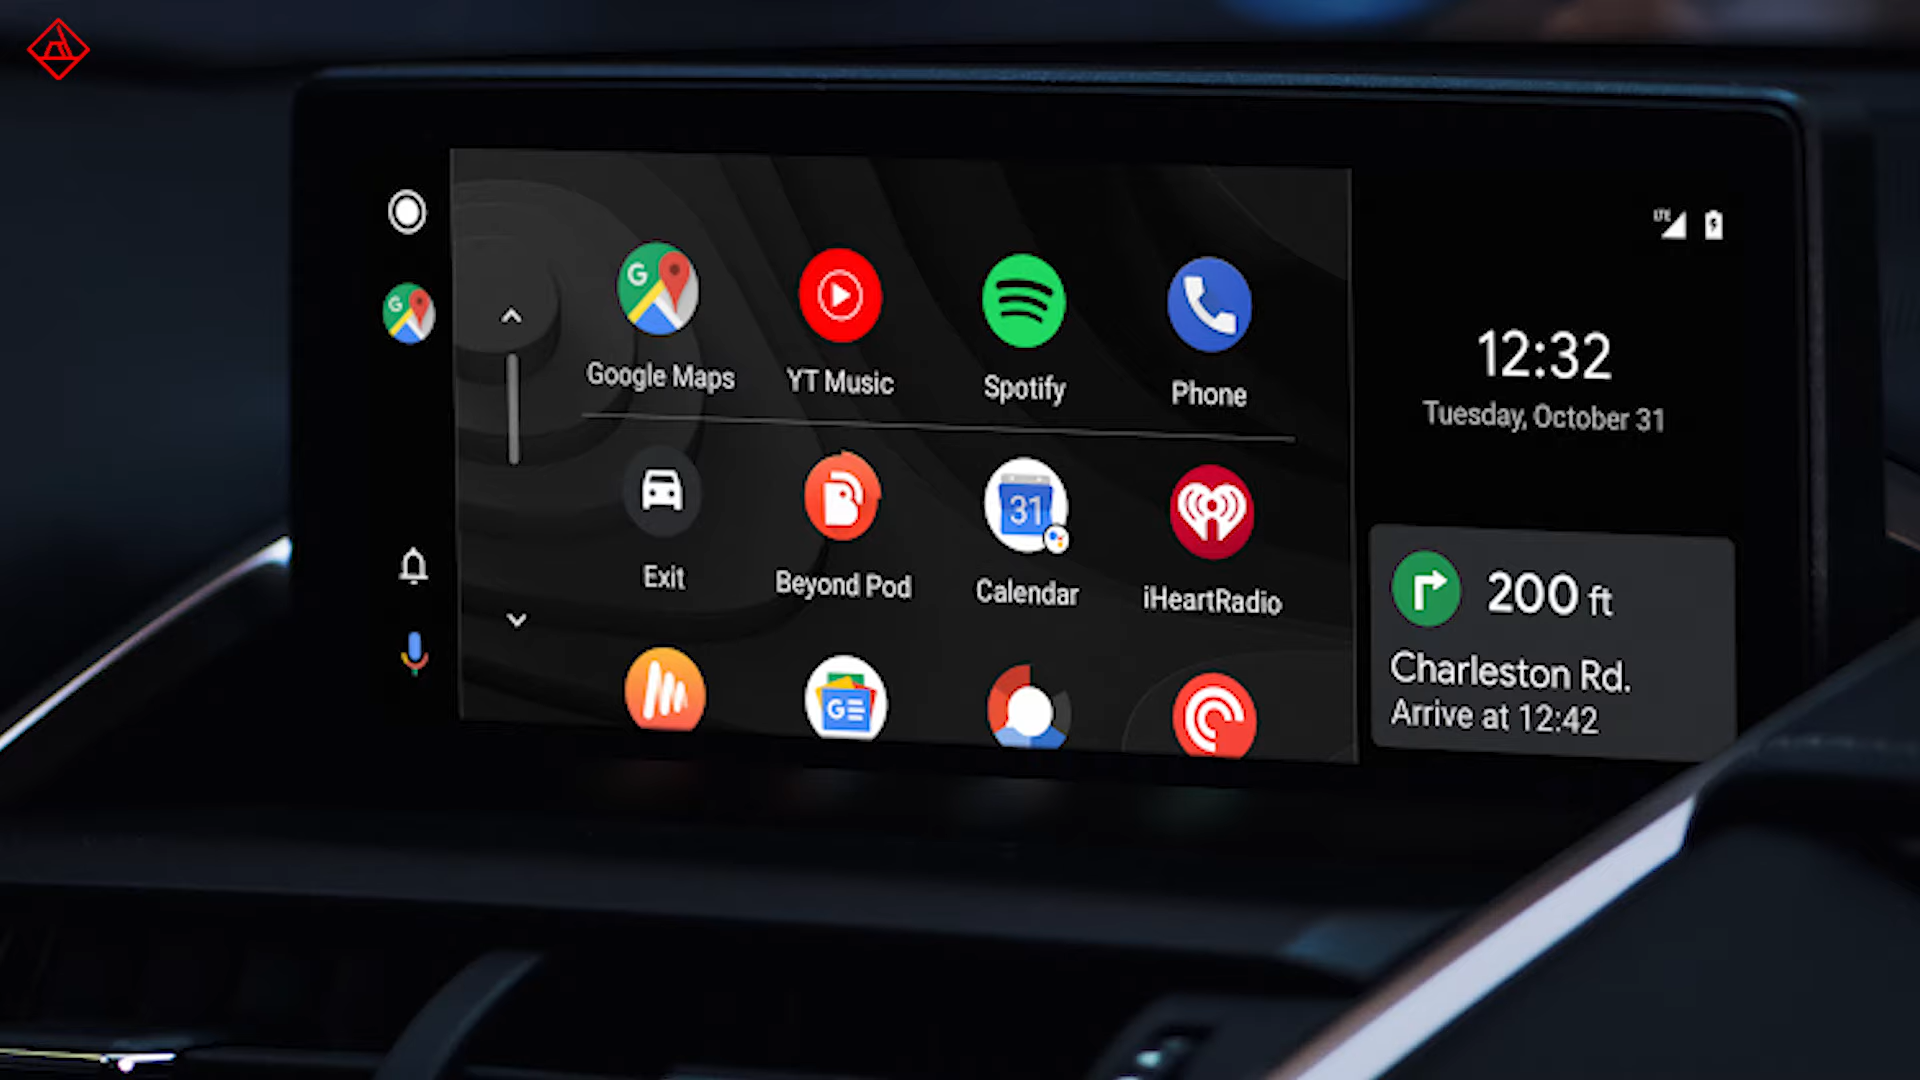 LTE
G
G
Google Maps
YT Music
Spotify
Phone
12:32
Tuesday, October 31
Exit
B
Beyond Pod
31
Calendar
iHeartRadio
200 ft
Charleston Rd.
Arrive at 12:42
G